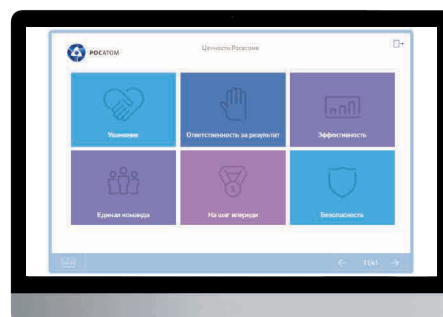 РОСАТОМ
Ценности Росатома
Уважение
Ответственность за результат
Эффективность
Единая команда
На шаг впереди
Безопасность